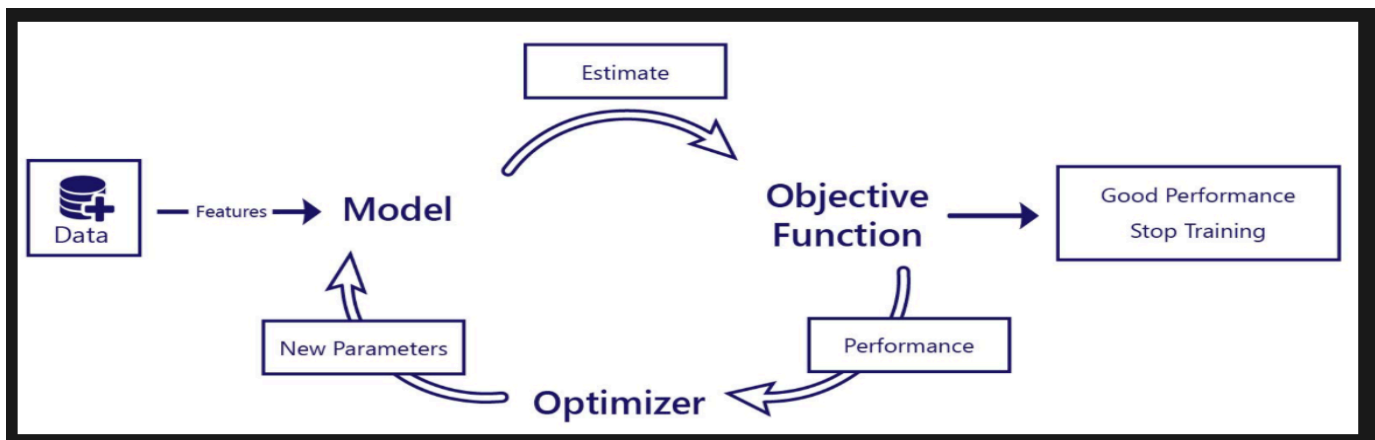 Estimate
Data
Features
Model
Objective
Function
Good Performance
Stop Training
New Parameters
Performance
Optimizer